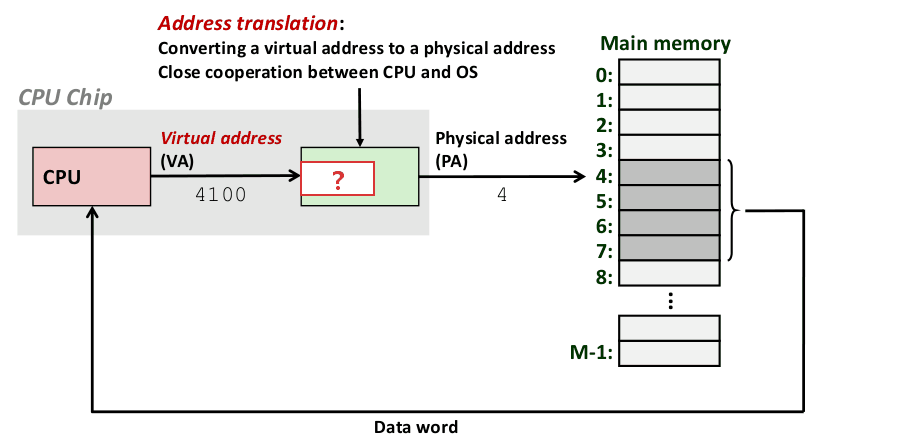 Address translation:
Converting a virtual address to a physical address
Close cooperation between CPU and OS
Main memory
CPU Chip
Virtual address
(VA)
Physical address
(PA)
CPU
?
4100
4
0:
1:
2:
3:
4:
5:
6:
7:
8:
...
M-1:
Data word